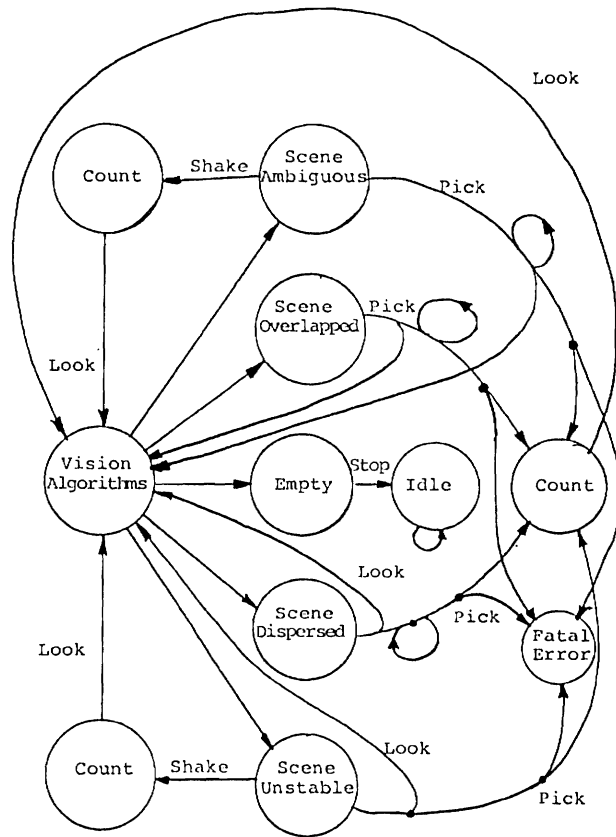 Look
Count
Shake
Scene
Ambiguous
Pick
Scene
Overlapped
Pick
Look
Vision
Algorithms
Empty
Stop
Idle
Count
Look
Scene
Dispersed
Pick
Fatal
Error
Look
Count
Shake
Scene
Unstable
Look
Pick